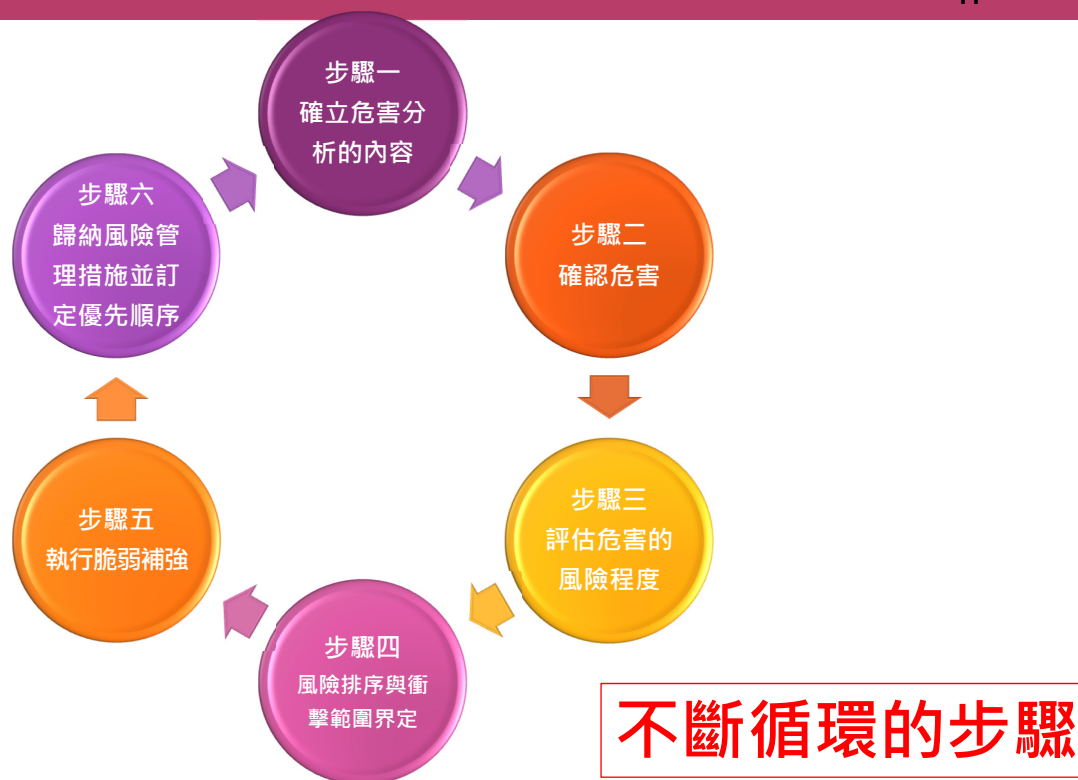 步驟一
確立危害分
析的內容
步驟二
確認危害
步驟三
評估危害的
風險程度
步驟四
風險排序與衝
擊範圍界定
步驟五
執行脆弱補強
步驟六
歸納風險管
理措施並訂
定優先順序
不斷循環的步驟